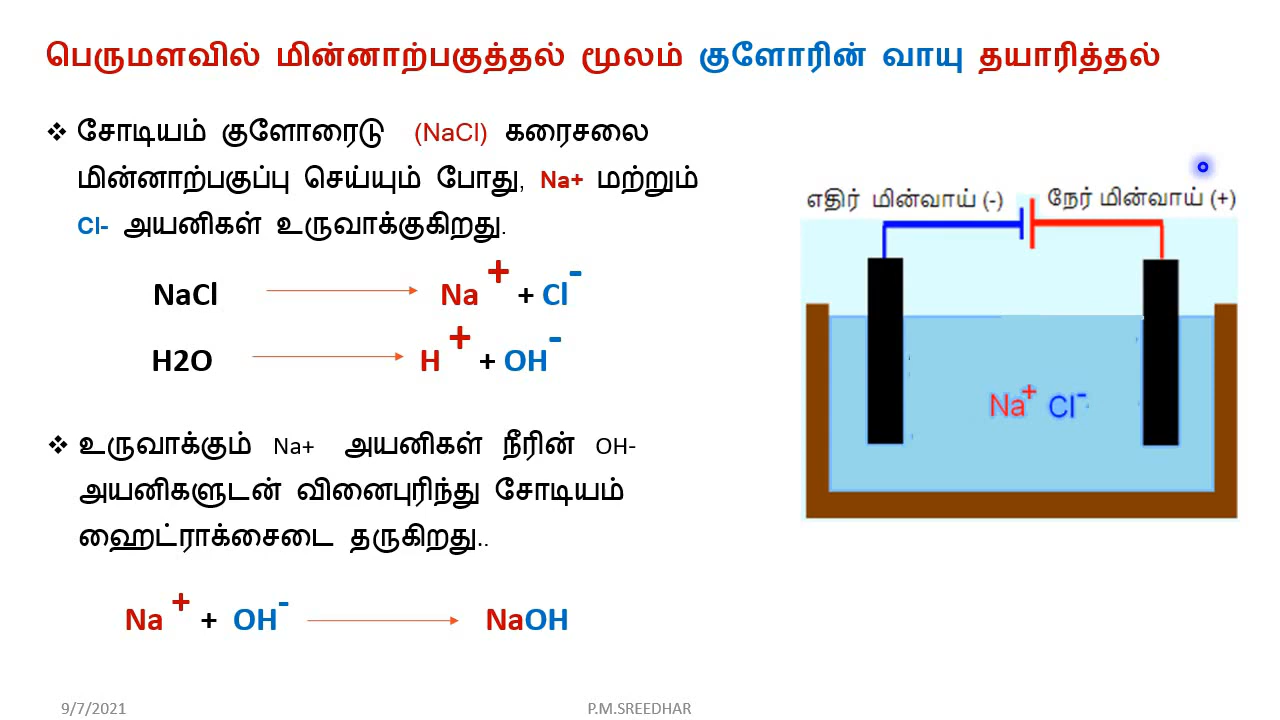 பெருமளவில் மின்னாற்பகுத்தல் மூலம் குளோரின் வாயு தயாரித்தல்
❖ சோடியம் குளோரைடு (NaCl) கரைசலை
மின்னாற்பகுப்பு செய்யும் போது, Na+ மற்றும்
Cl- அயனிகள் உருவாக்குகிறது.
NaCl ⟶ Na⁺ + Cl⁻
H2O ⟶ H⁺ + OH⁻
❖ உருவாக்கும் Na+ அயனிகள் நீரின் OH-
அயனிகளுடன் வினைபுரிந்து சோடியம்
ஹைட்ராக்சைடை தருகிறது..
Na⁺ + OH⁻ ⟶ NaOH
எதிர் மின்வாய் (-) நேர் மின்வாய் (+)
Na⁺ Cl⁻
9/7/2021 P.M.SREEDHAR